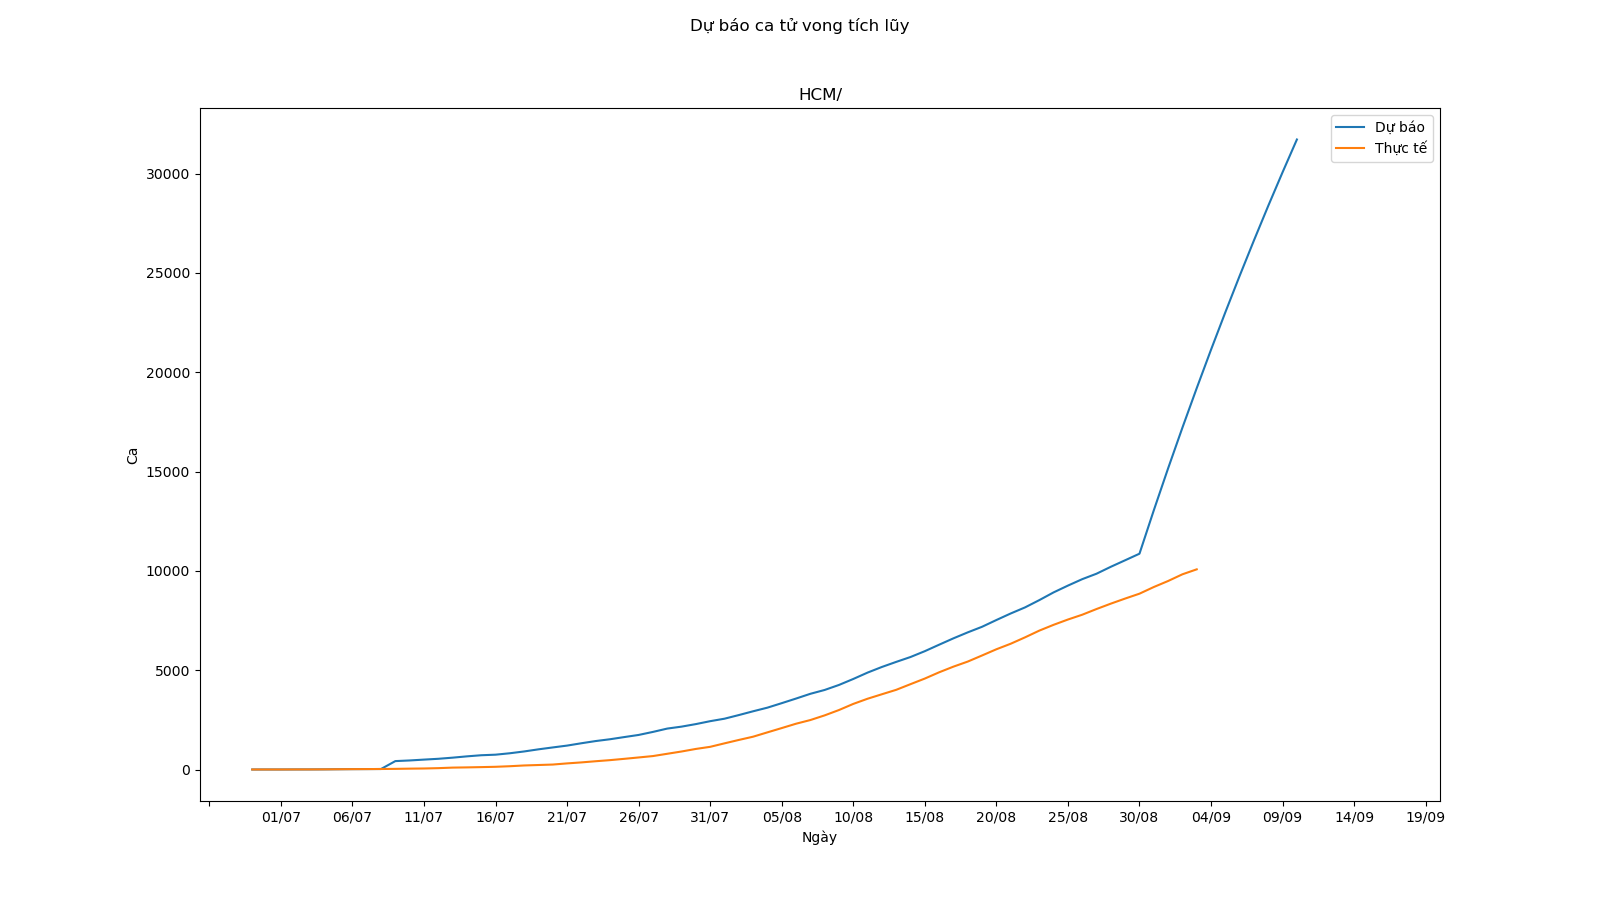 Dự báo ca tử vong tích lũy
HCM/
Dự báo
Thực tế
30000
25000
20000
15000
10000
5000
0
Ca
01/07 06/07 11/07 16/07 21/07 26/07 31/07 05/08 10/08 15/08 20/08 25/08 30/08 04/09 09/09 14/09 19/09
Ngày